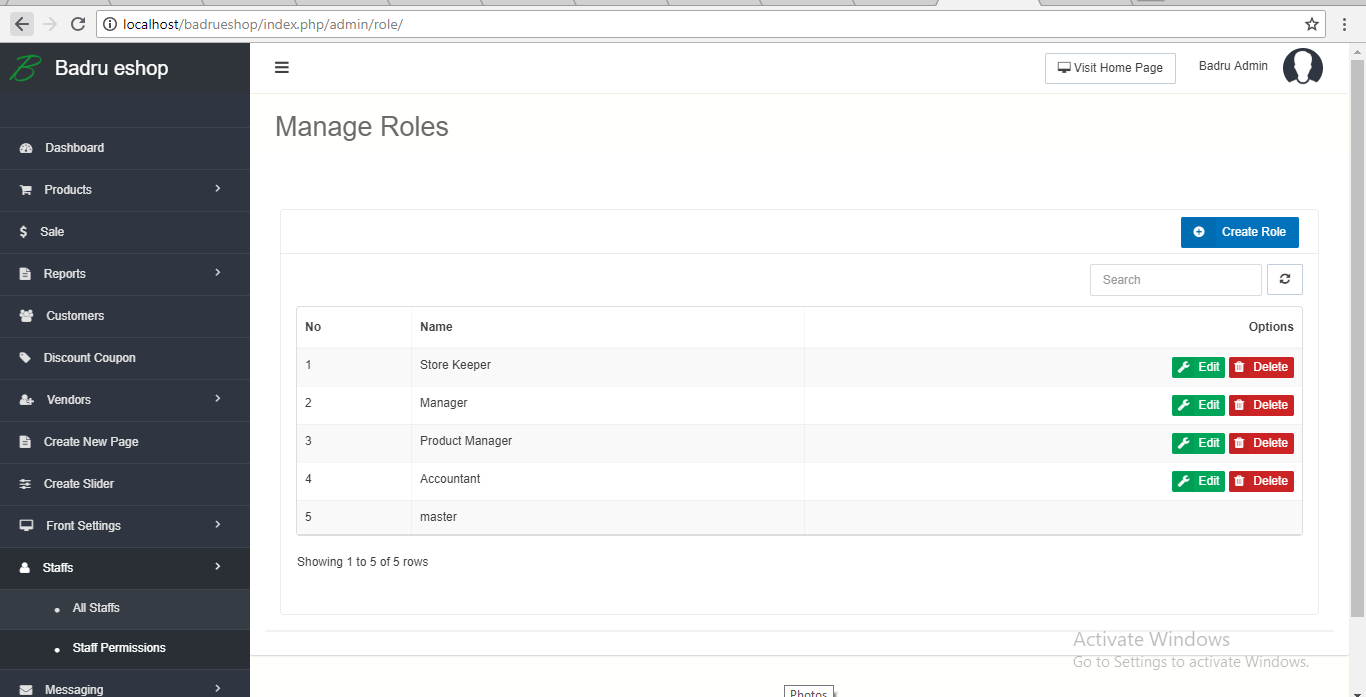 localhost/badrueshop/index.php/admin/role/
Badru eshop
Visit Home Page
Badru Admin
Manage Roles
Dashboard
Products
Sale
Reports
Customers
Discount Coupon
Vendors
Create New Page
Create Slider
Front Settings
Staffs
All Staffs
Staff Permissions
Messaging
Create Role
Search
No Name Options
1 Store Keeper Edit Delete
2 Manager Edit Delete
3 Product Manager Edit Delete
4 Accountant Edit Delete
5 master
Showing 1 to 5 of 5 rows
Activate Windows
Go to Settings to activate Windows.
Photos